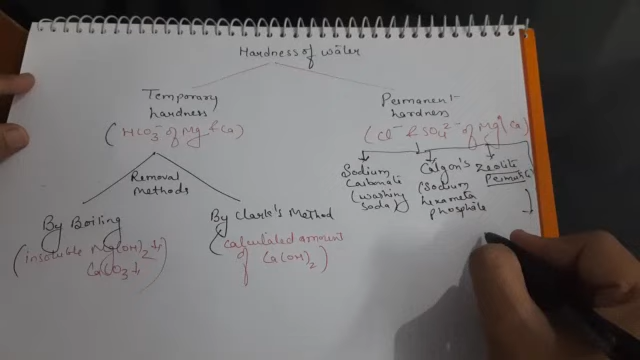 Hardness of water
Temporary
hardness
(HCO3⁻ of Mg & Ca)
Removal
Methods
By Boiling
(insoluble Mg(OH)2↓
CaCO3↓)
By Clark's Method
(calculated amount
of Ca(OH)2)
Permanent
hardness
(Cl⁻ & SO4²⁻ of Mg & Ca)
Sodium
Carbonate
(washing
Soda)
Calgon's
(Sodium
hexameta
phosphate
Zeolite
Permutit